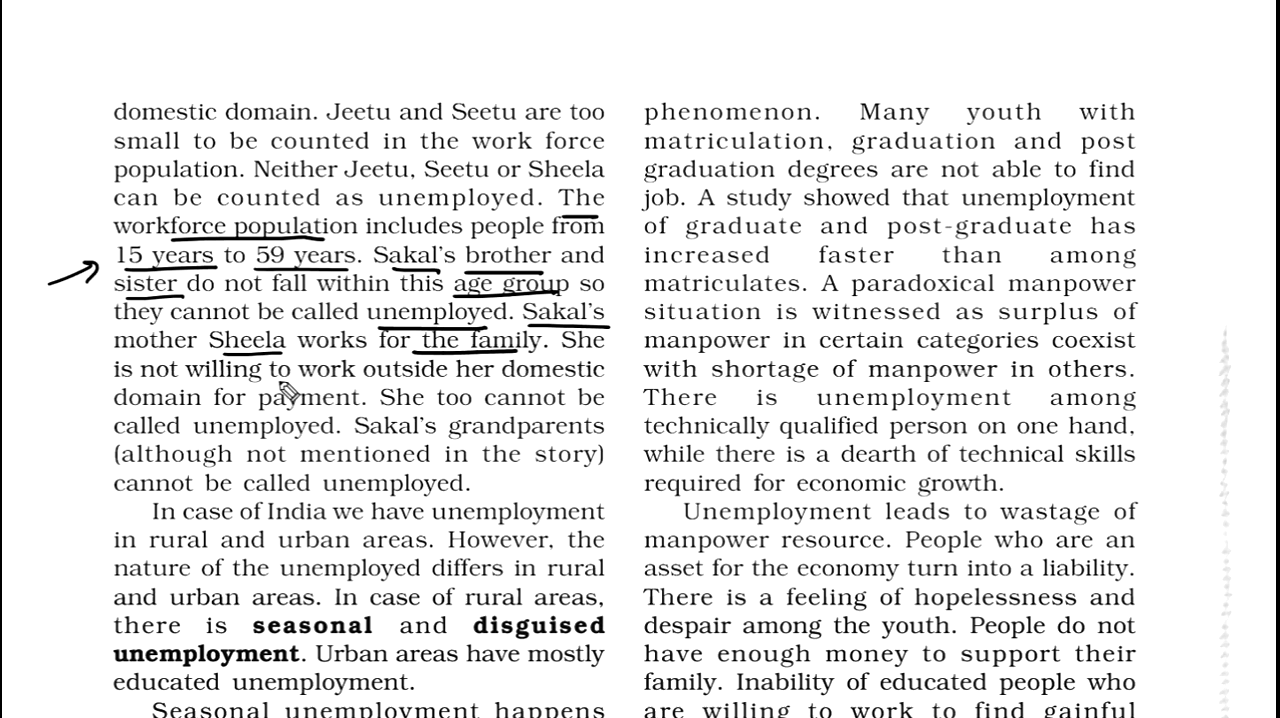 domestic domain. Jeetu and Seetu are too
small to be counted in the work force
population. Neither Jeetu, Seetu or Sheela
can be counted as unemployed. The
workforce population includes people from
15 years to 59 years. Sakal's brother and
sister do not fall within this age group so
they cannot be called unemployed. Sakal's
mother Sheela works for the family. She
is not willing to work outside her domestic
domain for payment. She too cannot be
called unemployed. Sakal's grandparents
(although not mentioned in the story)
cannot be called unemployed.
In case of India we have unemployment
in rural and urban areas. However, the
nature of the unemployed differs in rural
and urban areas. In case of rural areas,
there is seasonal and disguised
unemployment. Urban areas have mostly
educated unemployment.
Seasonal unemployment happens
phenomenon. Many youth with
matriculation, graduation and post
graduation degrees are not able to find
job. A study showed that unemployment
of graduate and post-graduate has
increased faster than among
matriculates. A paradoxical manpower
situation is witnessed as surplus of
manpower in certain categories coexist
with shortage of manpower in others.
There is unemployment among
technically qualified person on one hand,
while there is a dearth of technical skills
required for economic growth.
Unemployment leads to wastage of
manpower resource. People who are an
asset for the economy turn into a liability.
There is a feeling of hopelessness and
despair among the youth. People do not
have enough money to support their
family. Inability of educated people who
are willing to work to find gainful